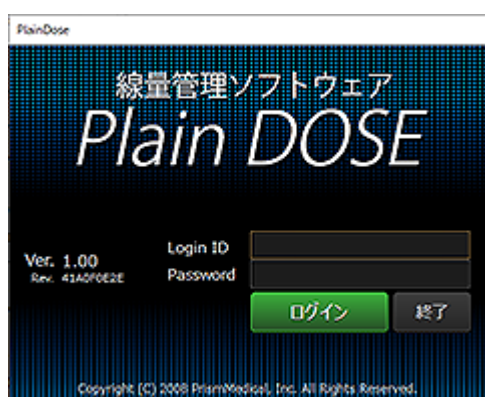 PlainDose
線量管理ソフトウェア
Plain DOSE
Login ID
Ver. 1.00
Rev. 41A0F0E2E
Password
ログイン
終了
Copyright (C) 2008 PrismMedical, Inc. All Rights Reserved.